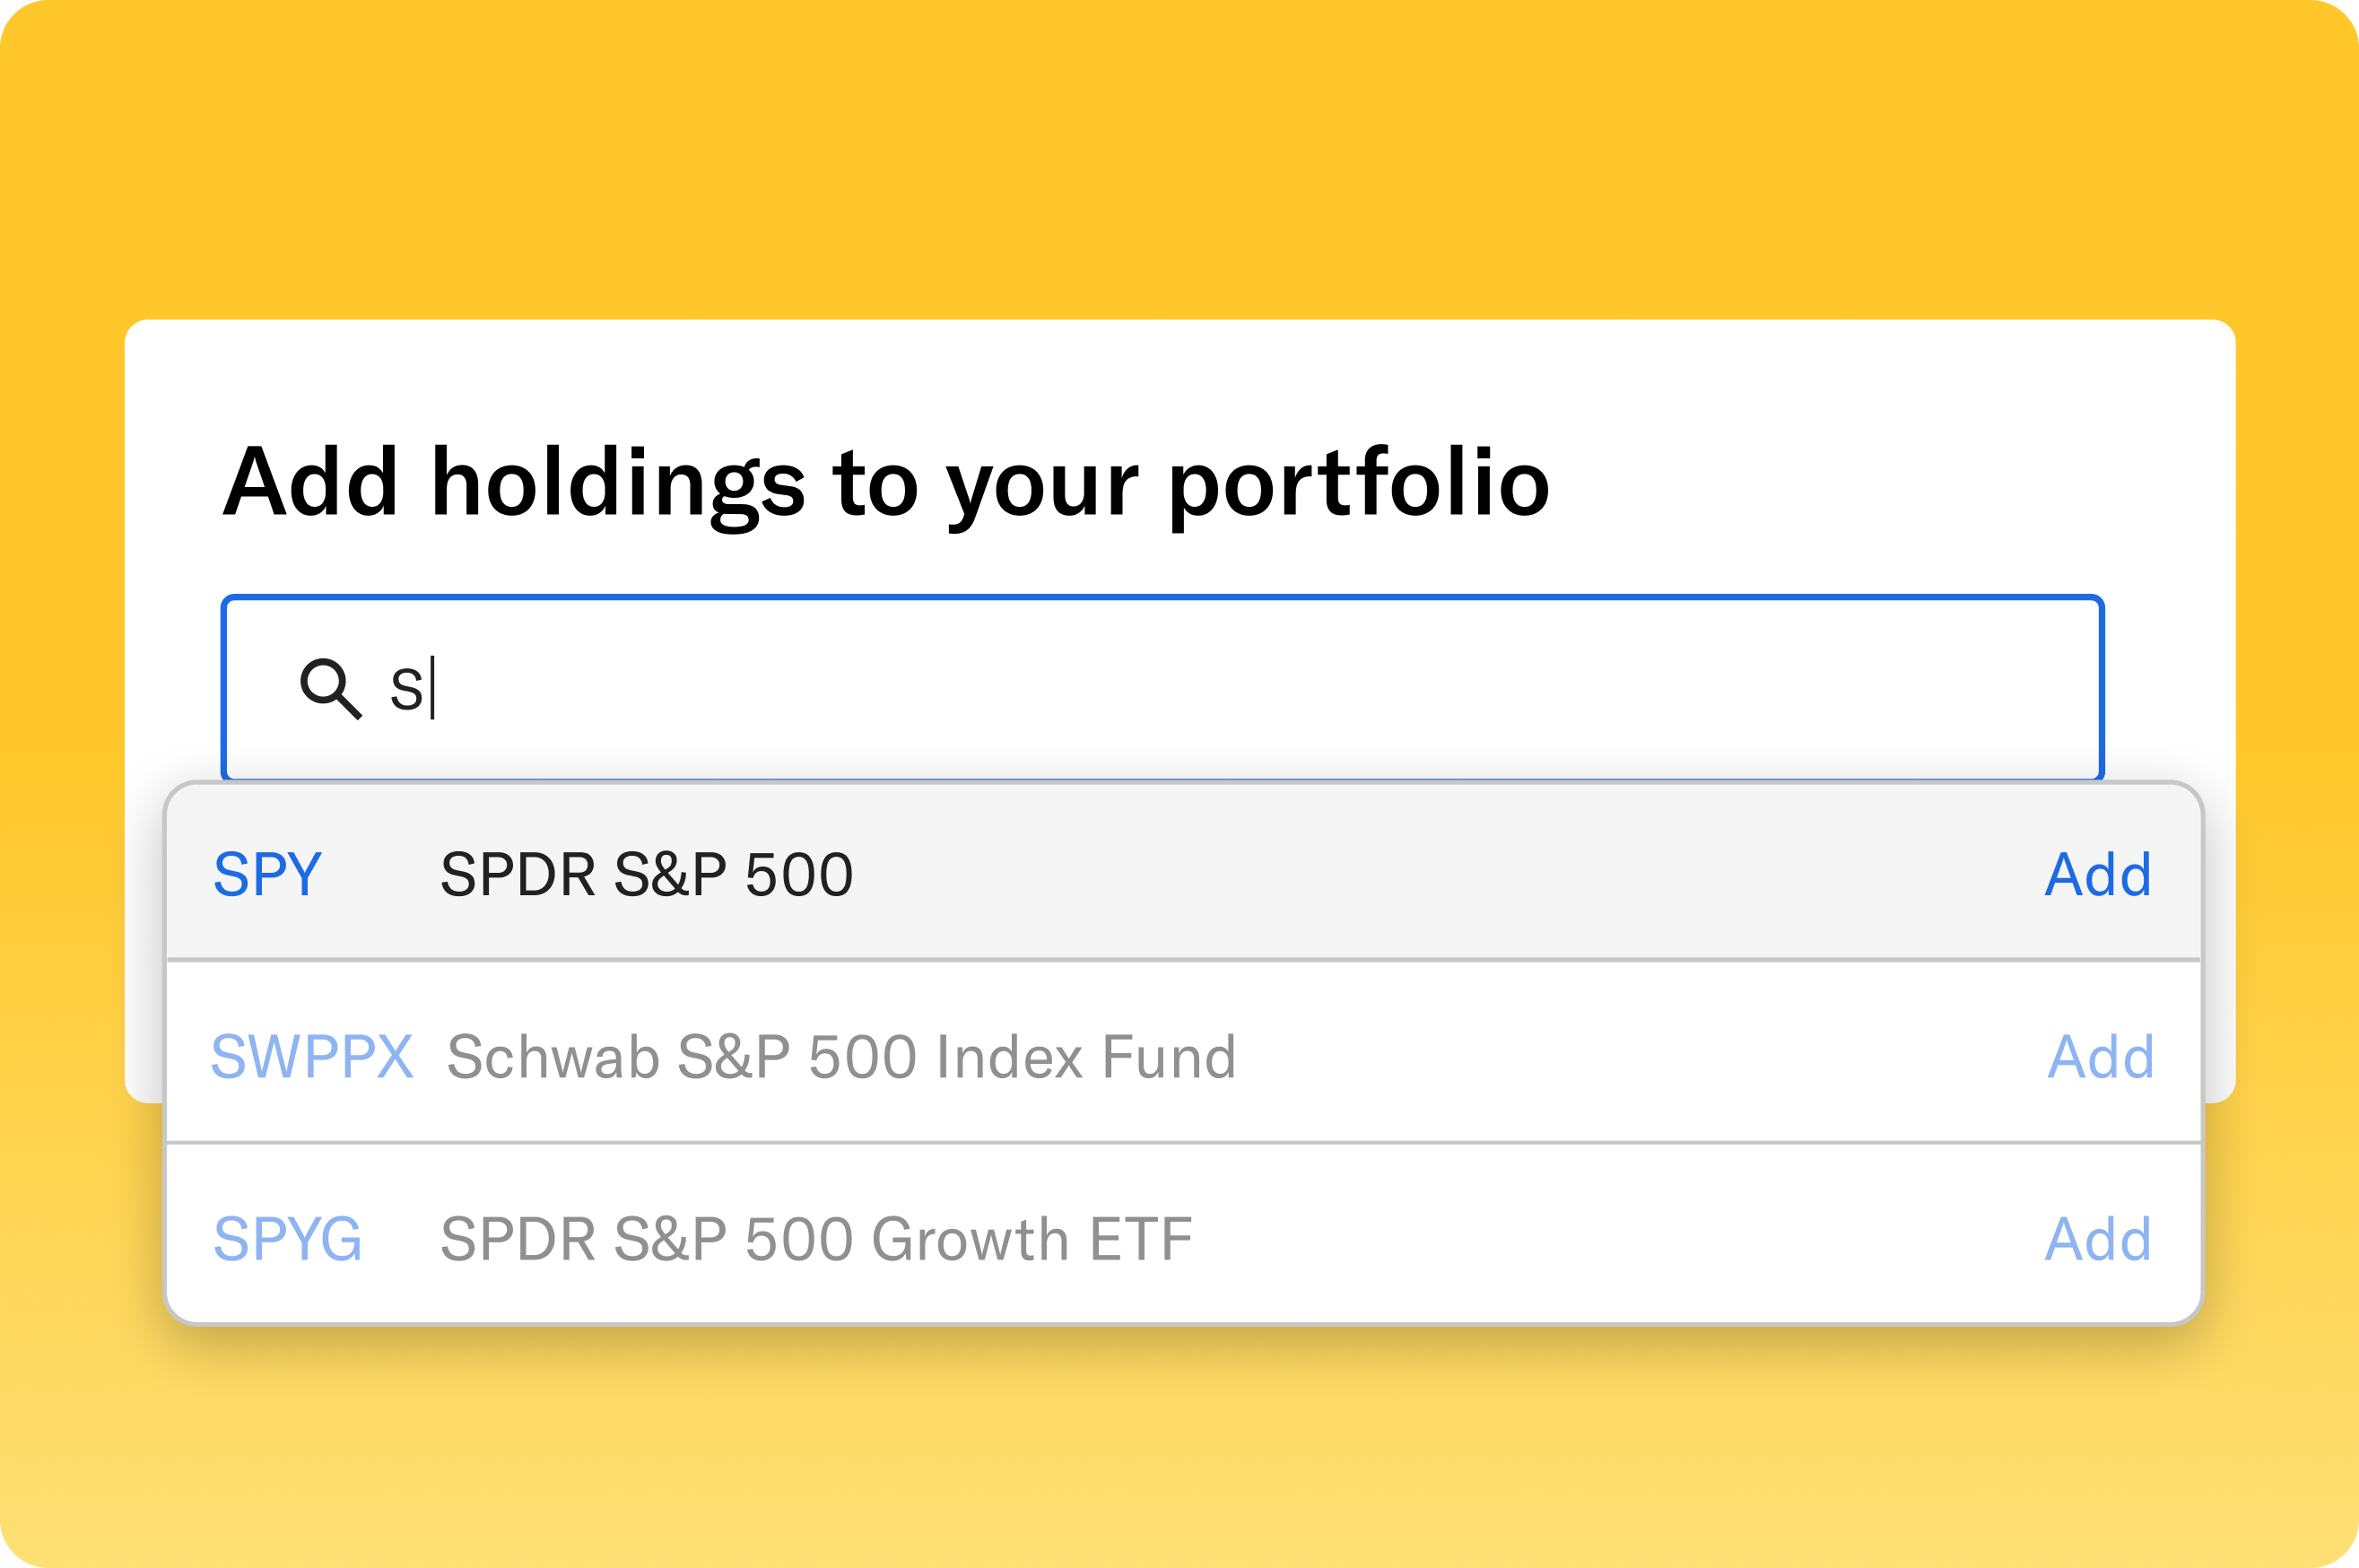 Add holdings to your portfolio
S
SPY SPDR S&P 500 Add
SWPPX Schwab S&P 500 Index Fund Add
SPYG SPDR S&P 500 Growth ETF Add